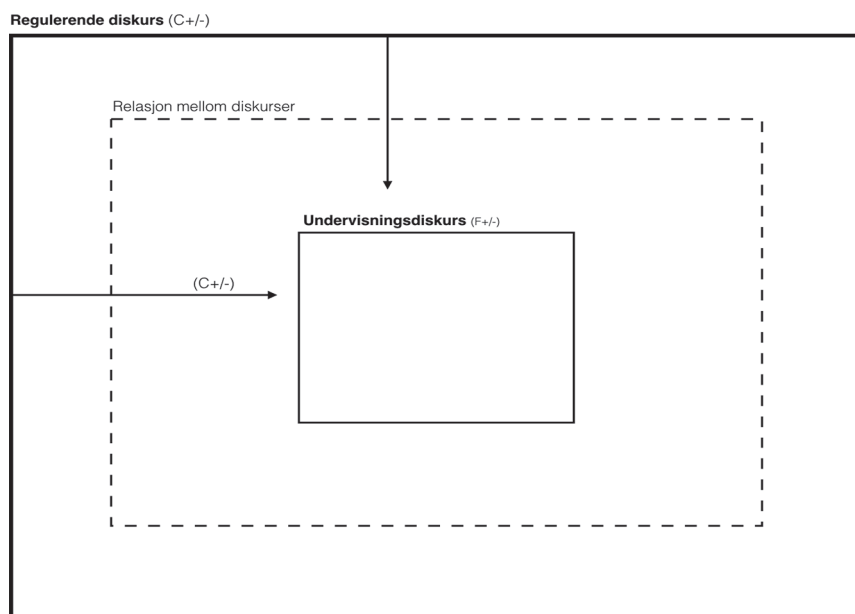 Regulerende diskurs (C+/-)
Relasjon mellom diskurser
Undervisningsdiskurs (F+/-)
(C+/-)